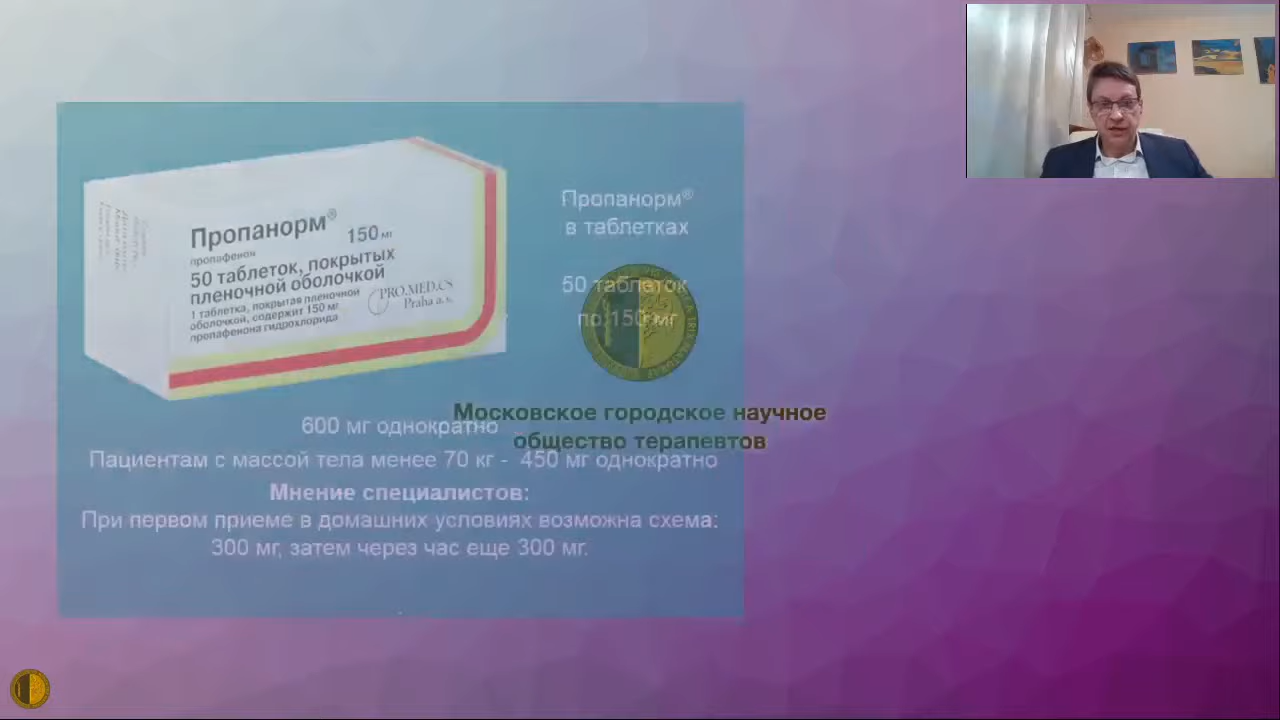 Пропанорм®
150 мг
пропафенон
50 таблеток, покрытых
пленочной оболочкой
1 таблетка, покрытая пленочной
оболочкой, содержит 150 мг
пропафенона гидрохлорида
PRO.MED.CS
Praha a. s.
Пропанорм®
в таблетках
50 таблеток
по 150 мг
Московское городское научное
общество терапевтов
600 мг однократно
Пациентам с массой тела менее 70 кг - 450 мг однократно
Мнение специалистов:
При первом приеме в домашних условиях возможна схема:
300 мг, затем через час еще 300 мг.